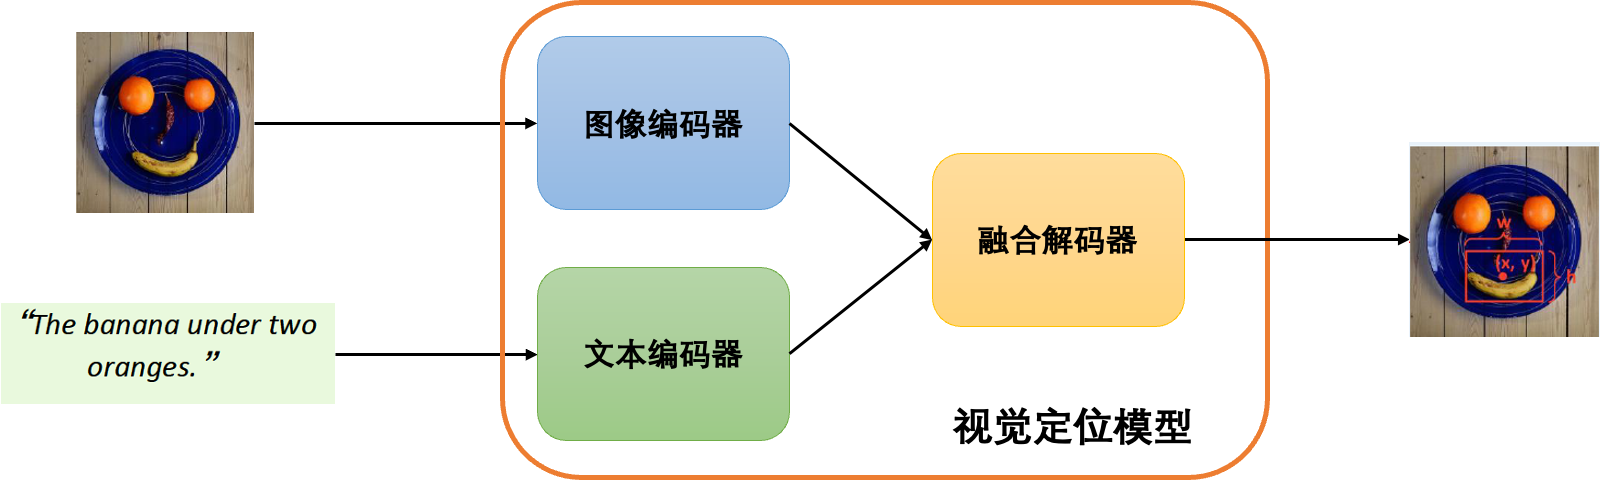 图像编码器
“The banana under two
oranges.”
文本编码器
融合解码器
视觉定位模型
w
(x, y)
h